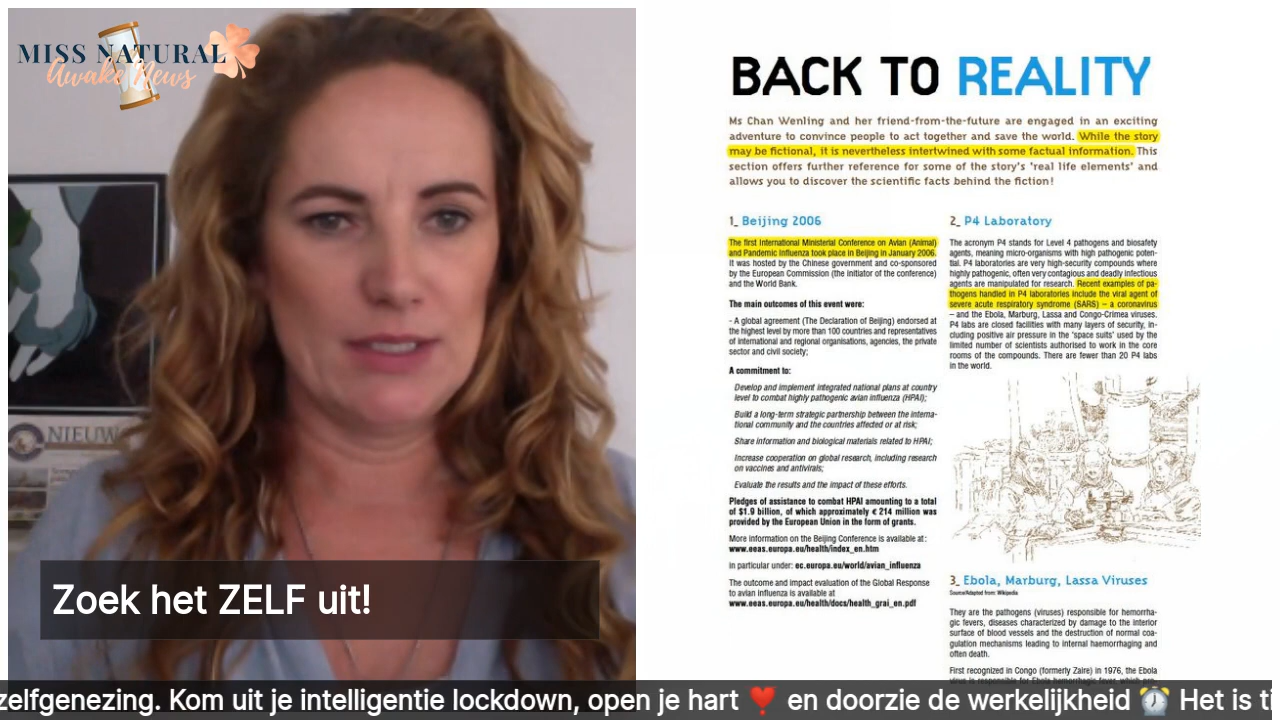 MISS NATURAL
Awake News
NIEUW
Zoek het ZELF uit!
BACK TO REALITY
Ms Chan Wenling and her friend-from-the-future are engaged in an exciting
adventure to convince people to act together and save the world. While the story
may be fictional, it is nevertheless intertwined with some factual information. This
section offers further reference for some of the story's 'real life elements' and
allows you to discover the scientific facts behind the fiction!
1_ Beijing 2006
The first International Ministerial Conference on Avian (Animal)
and Pandemic Influenza took place in Beijing in January 2006.
It was hosted by the Chinese government and co-sponsored
by the European Commission (the initiator of the conference)
and the World Bank.
The main outcomes of this event were:
- A global agreement (The Declaration of Beijing) endorsed at
the highest level by more than 100 countries and representatives
of international and regional organisations, agencies, the private
sector and civil society;
A commitment to:
Develop and implement integrated national plans at country
level to combat highly pathogenic avian influenza (HPAI);
Build a long-term strategic partnership between the interna-
tional community and the countries affected or at risk;
Share information and biological materials related to HPAI;
Increase cooperation on global research, including research
on vaccines and antivirals;
Evaluate the results and the impact of these efforts.
Pledges of assistance to combat HPAI amounting to a total
of $1.9 billion, of which approximately € 214 million was
provided by the European Union in the form of grants.
More information on the Beijing Conference is available at:
www.eeas.europa.eu/health/index_en.htm
in particular under: ec.europa.eu/world/avian_influenza
The outcome and impact evaluation of the Global Response
to avian influenza is available at
www.eeas.europa.eu/health/docs/health_grai_en.pdf
2_ P4 Laboratory
The acronym P4 stands for Level 4 pathogens and biosafety
agents, meaning micro-organisms with high pathogenic poten-
tial. P4 laboratories are very high-security compounds where
highly pathogenic, often very contagious and deadly infectious
agents are manipulated for research. Recent examples of pa-
thogens handled in P4 laboratories include the viral agent of
severe acute respiratory syndrome (SARS) – a coronavirus
– and the Ebola, Marburg, Lassa and Congo-Crimea viruses.
P4 labs are closed facilities with many layers of security, in-
cluding positive air pressure in the 'space suits' used by the
limited number of scientists authorised to work in the core
rooms of the compounds. There are fewer than 20 P4 labs
in the world.
3_ Ebola, Marburg, Lassa Viruses
Source/Adapted from: Wikipedia
They are the pathogens (viruses) responsible for hemorrha-
gic fevers, diseases characterized by damage to the interior
surface of blood vessels and the destruction of normal coa-
gulation mechanisms leading to internal haemorrhaging and
often death.
First recognized in Congo (formerly Zaire) in 1976, the Ebola
virus is responsible for Ebola hemorrhagic fever, which pre-
zelfgenezing. Kom uit je intelligentie lockdown, open je hart ❣️ en doorzie de werkelijkheid ⏰ Het is ti